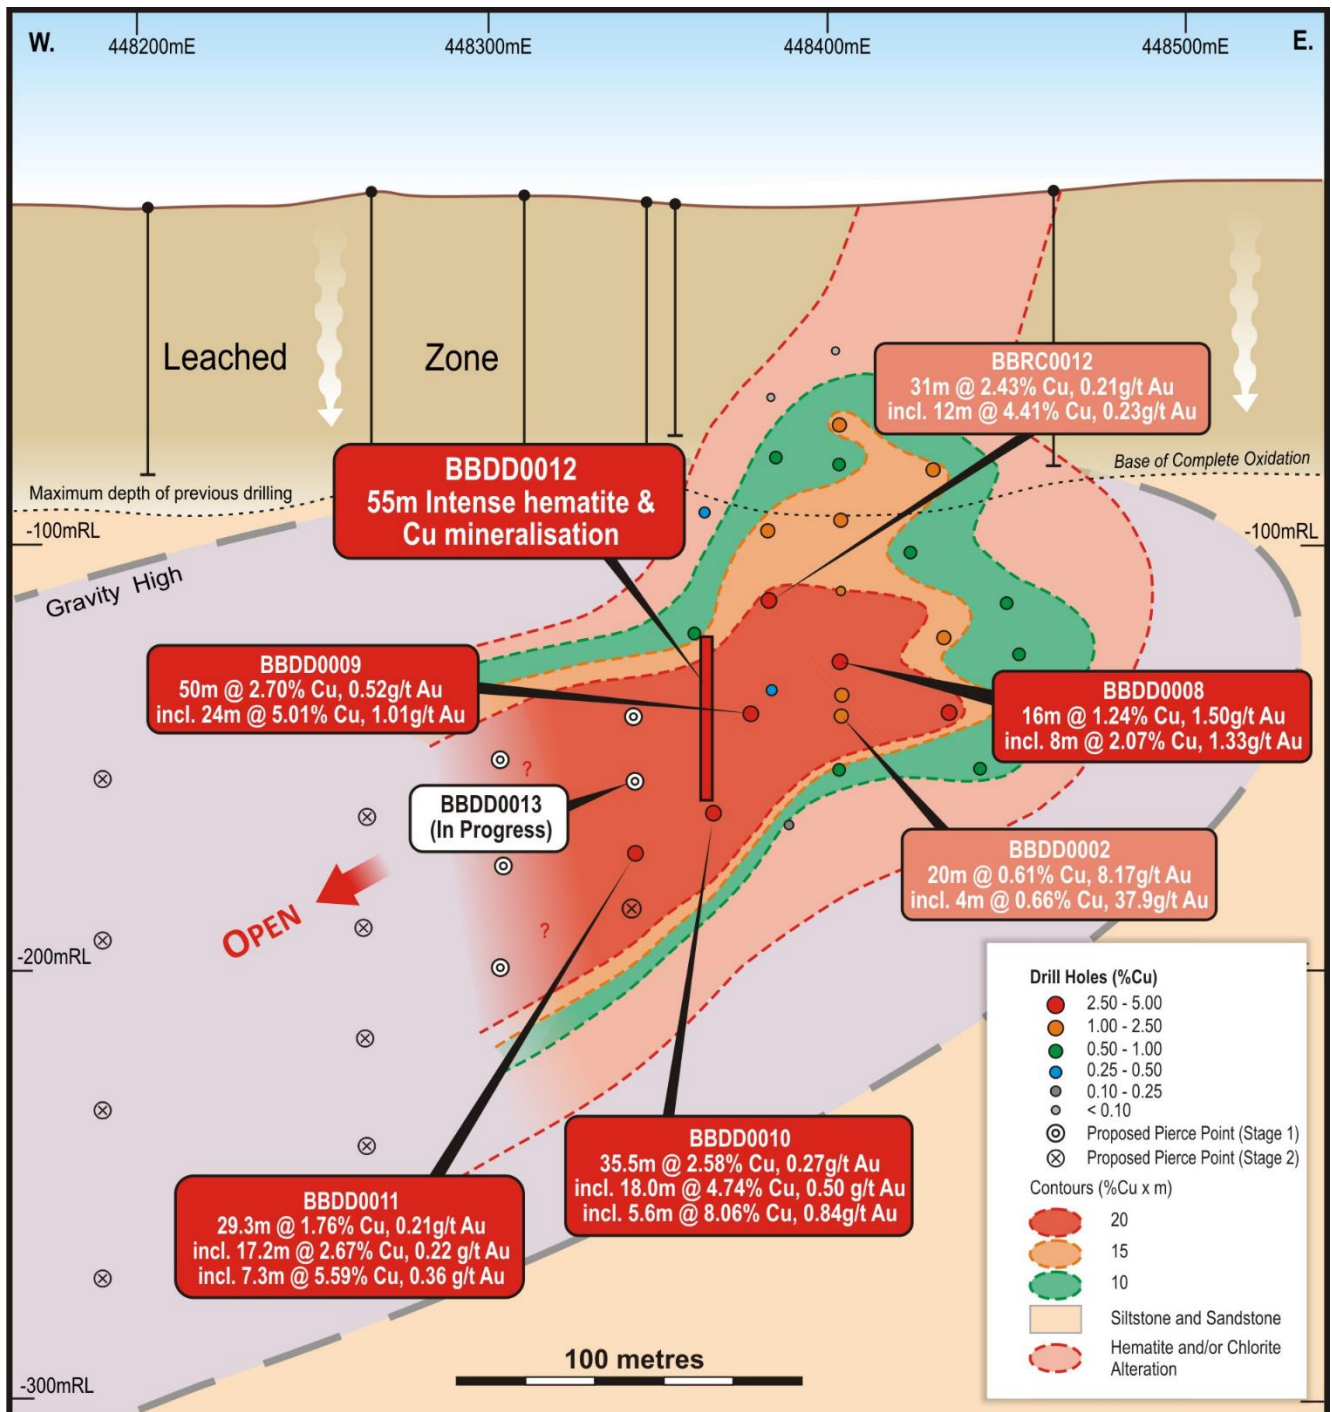 W.
448200mE
448300mE
448400mE
448500mE
E.
Leached Zone
BBRC0012
31m @ 2.43% Cu, 0.21g/t Au
incl. 12m @ 4.41% Cu, 0.23g/t Au
BBDD0012
55m Intense hematite &
Cu mineralisation
Base of Complete Oxidation
Maximum depth of previous drilling
-100mRL
-100mRL
Gravity High
BBDD0009
50m @ 2.70% Cu, 0.52g/t Au
incl. 24m @ 5.01% Cu, 1.01g/t Au
BBDD0008
16m @ 1.24% Cu, 1.50g/t Au
incl. 8m @ 2.07% Cu, 1.33g/t Au
?
BBDD0013
(In Progress)
BBDD0002
20m @ 0.61% Cu, 8.17g/t Au
incl. 4m @ 0.66% Cu, 37.9g/t Au
OPEN
?
-200mRL
Drill Holes (%Cu)
2.50 - 5.00
1.00 - 2.50
0.50 - 1.00
0.25 - 0.50
0.10 - 0.25
< 0.10
Proposed Pierce Point (Stage 1)
Proposed Pierce Point (Stage 2)
Contours (%Cu x m)
20
15
10
Siltstone and Sandstone
Hematite and/or Chlorite
Alteration
BBDD0010
35.5m @ 2.58% Cu, 0.27g/t Au
incl. 18.0m @ 4.74% Cu, 0.50 g/t Au
incl. 5.6m @ 8.06% Cu, 0.84g/t Au
BBDD0011
29.3m @ 1.76% Cu, 0.21g/t Au
incl. 17.2m @ 2.67% Cu, 0.22 g/t Au
incl. 7.3m @ 5.59% Cu, 0.36 g/t Au
100 metres
-300mRL